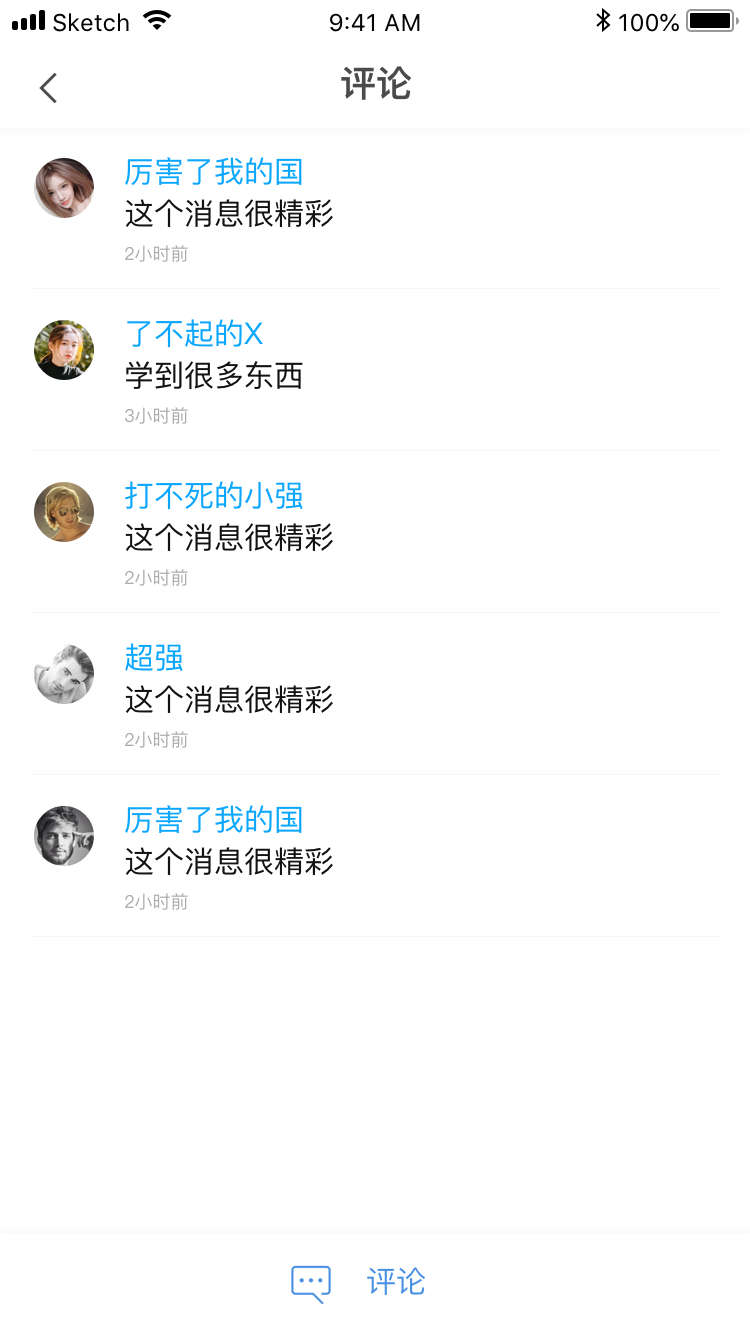 Sketch 9:41 AM 100%
评论
厉害了我的国
这个消息很精彩
2小时前
了不起的X
学到很多东西
3小时前
打不死的小强
这个消息很精彩
2小时前
超强
这个消息很精彩
2小时前
厉害了我的国
这个消息很精彩
2小时前
评论